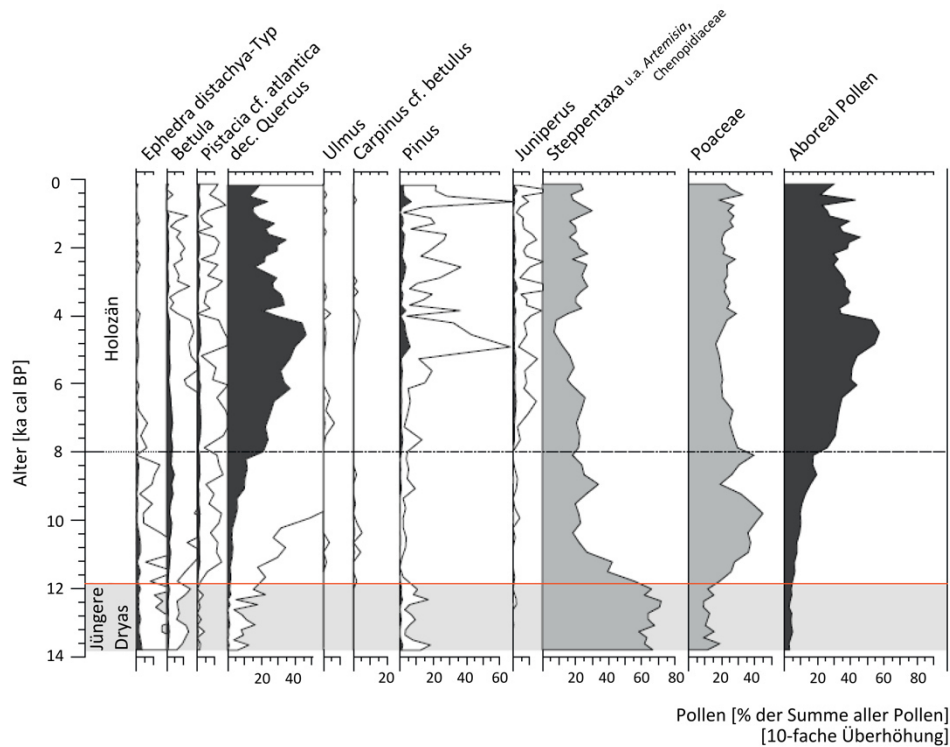 Ephedra distachya-Typ
Betula
Pistacia cf. atlantica
dec. Quercus
Ulmus
Carpinus cf. betulus
Pinus
Juniperus
Steppentaxa u.a. Artemisia,
Chenopidiaceae
Poaceae
Aboreal Pollen
Alter [ka cal BP]
Holozän
Jüngere
Dryas
0
2
4
6
8
10
12
14
20 40
20
20 40 60
20 40 60 80
20 40
20 40 60 80
Pollen [% der Summe aller Pollen]
[10-fache Überhöhung]